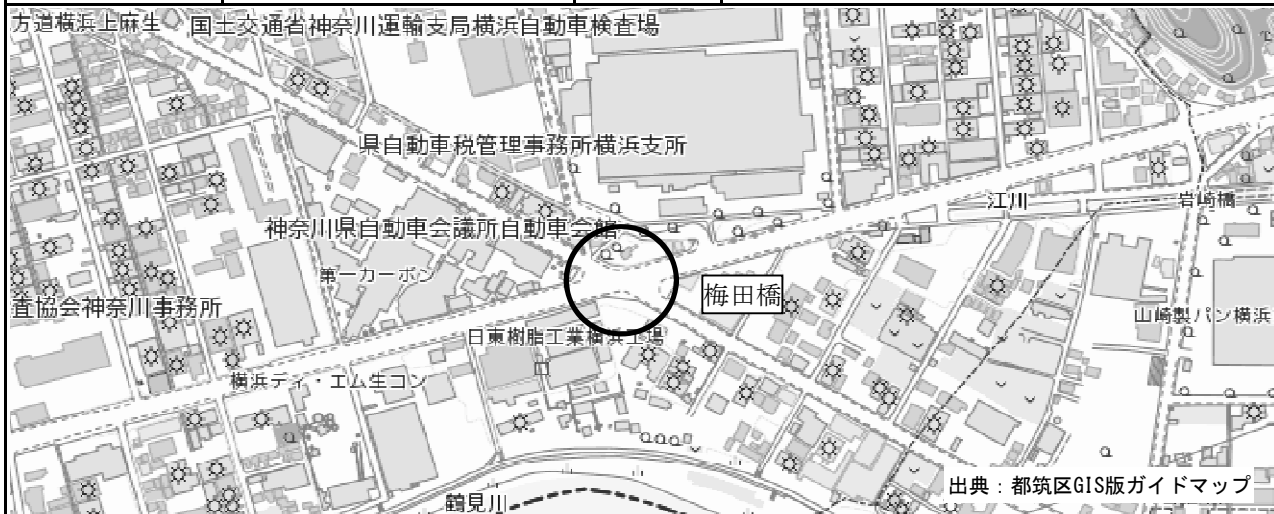 方道横浜上麻生
国土交通省神奈川運輸支局横浜自動車検査場
県自動車税管理事務所横浜支所
江川
岩崎橋
神奈川県自動車会議所自動車会館
第一カーボン
梅田橋
査協会神奈川事務所
山崎製パン横浜
日東樹脂工業横浜工場
横浜ディ・エム生コン
出典：都筑区GIS版ガイドマップ
鶴見川